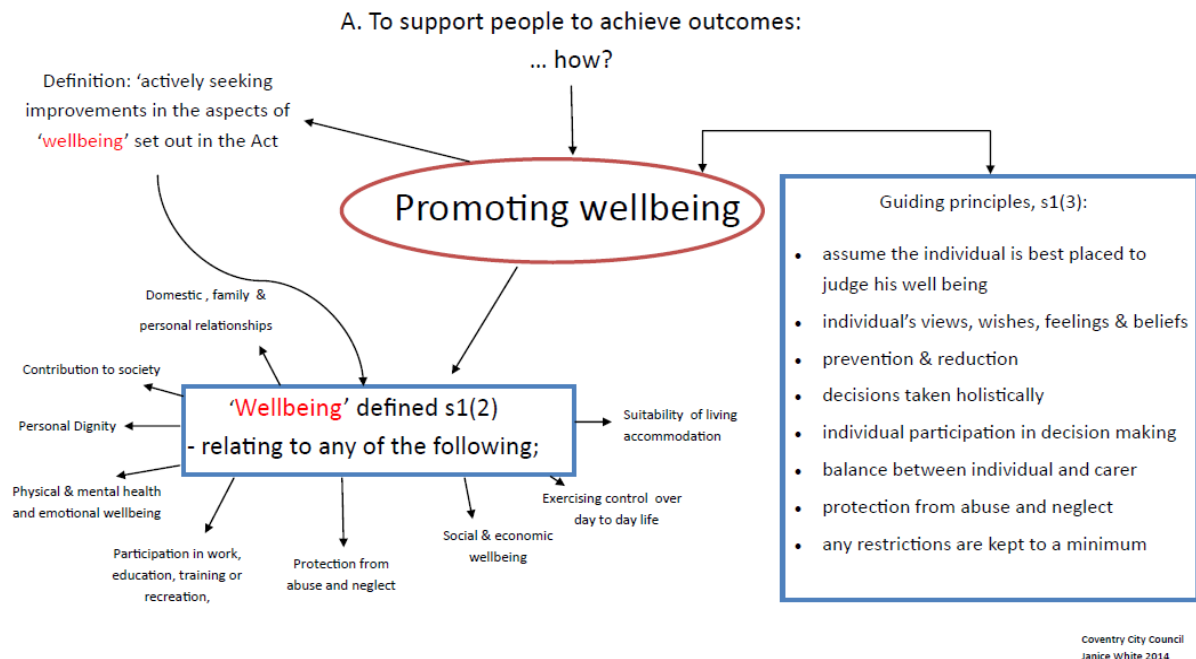 A. To support people to achieve outcomes:
... how?
Definition: ‘actively seeking
improvements in the aspects of
‘wellbeing’ set out in the Act
Promoting wellbeing
Guiding principles, s1(3):
• assume the individual is best placed to
judge his well being
• individual’s views, wishes, feelings & beliefs
• prevention & reduction
• decisions taken holistically
• individual participation in decision making
• balance between individual and carer
• protection from abuse and neglect
• any restrictions are kept to a minimum
Domestic , family &
personal relationships
Contribution to society
Personal Dignity
Physical & mental health
and emotional wellbeing
‘Wellbeing’ defined s1(2)
- relating to any of the following;
Suitability of living
accommodation
Exercising control over
day to day life
Social & economic
wellbeing
Protection from
abuse and neglect
Participation in work,
education, training or
recreation,
Coventry City Council
Janice White 2014